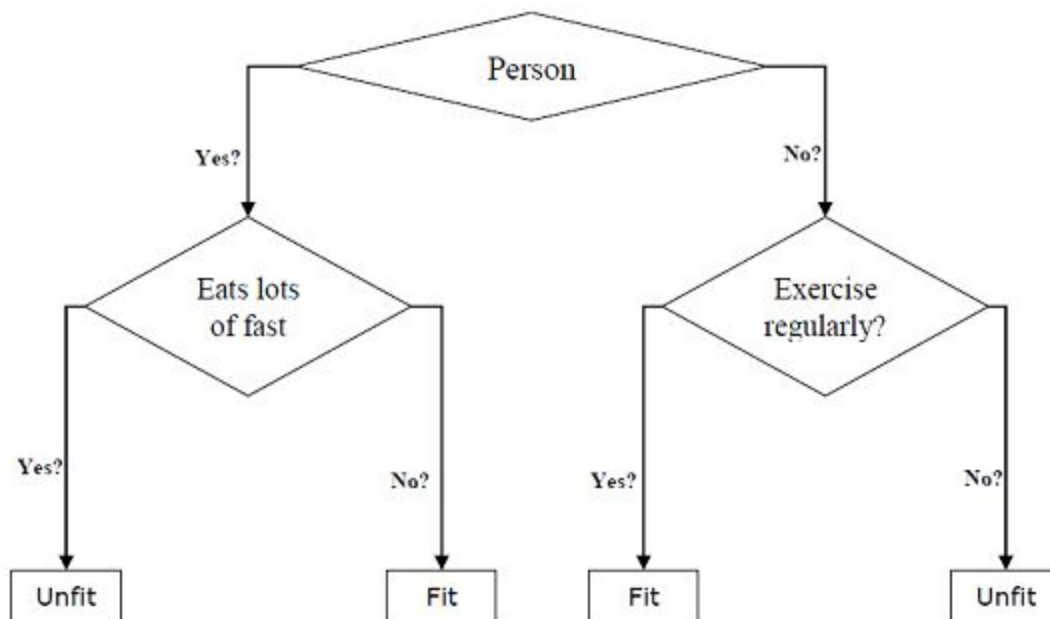 Person
Yes?
No?
Eats lots
of fast
Exercise
regularly?
Yes?
No?
Yes?
No?
Unfit
Fit
Fit
Unfit